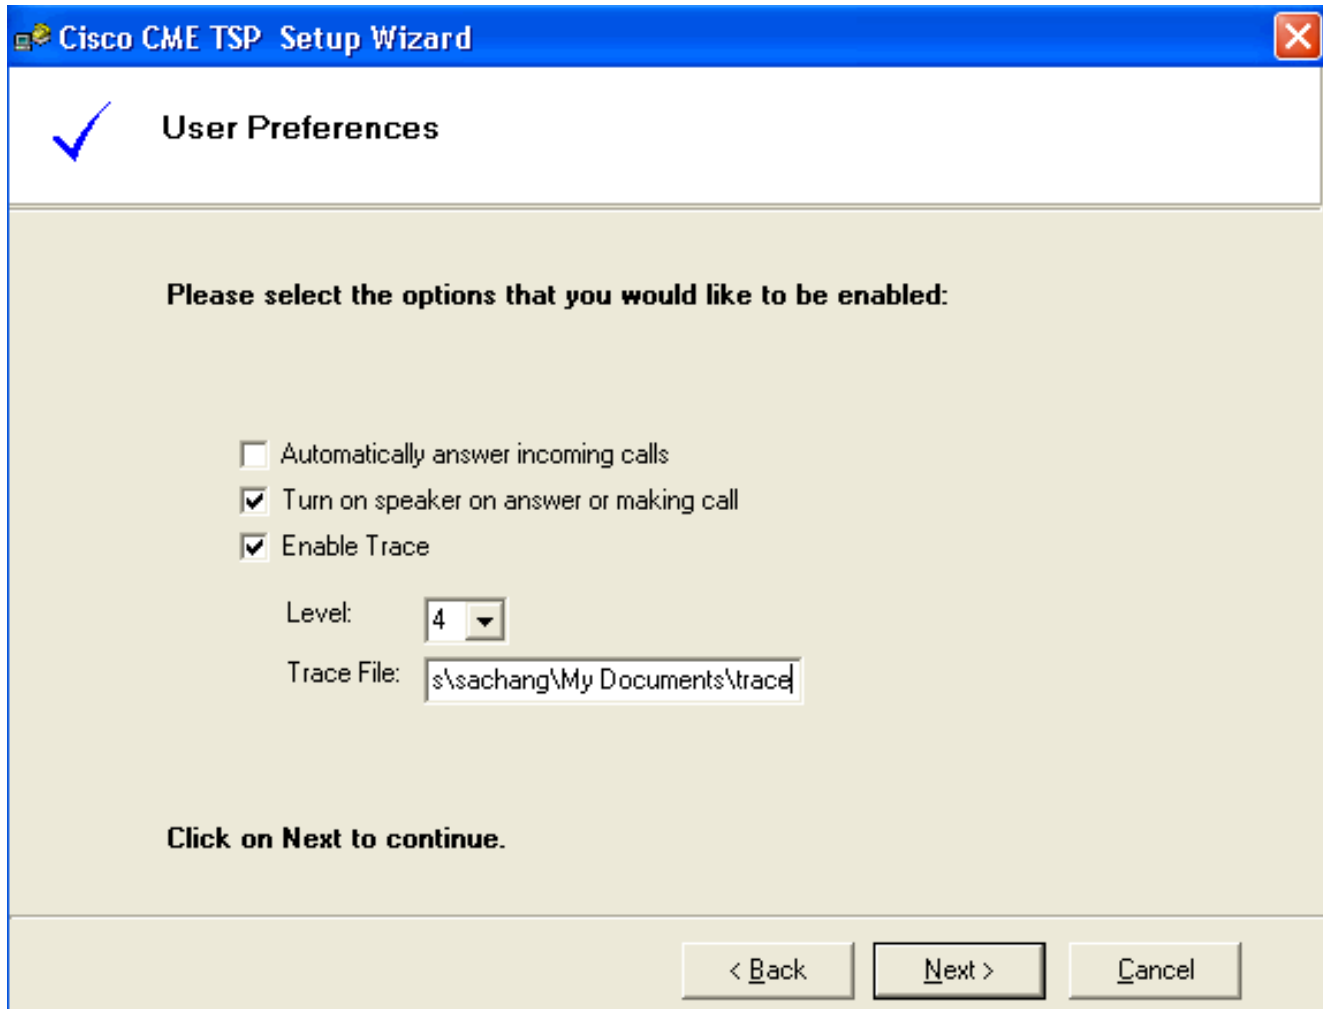 Cisco CME TSP  Setup Wizard
User Preferences
Please select the options that you would like to be enabled:
Automatically answer incoming calls
Turn on speaker on answer or making call
Enable Trace
Level:
4
Trace File:
s\sachang\My Documents\trace
Click on Next to continue.
< Back
Next >
Cancel